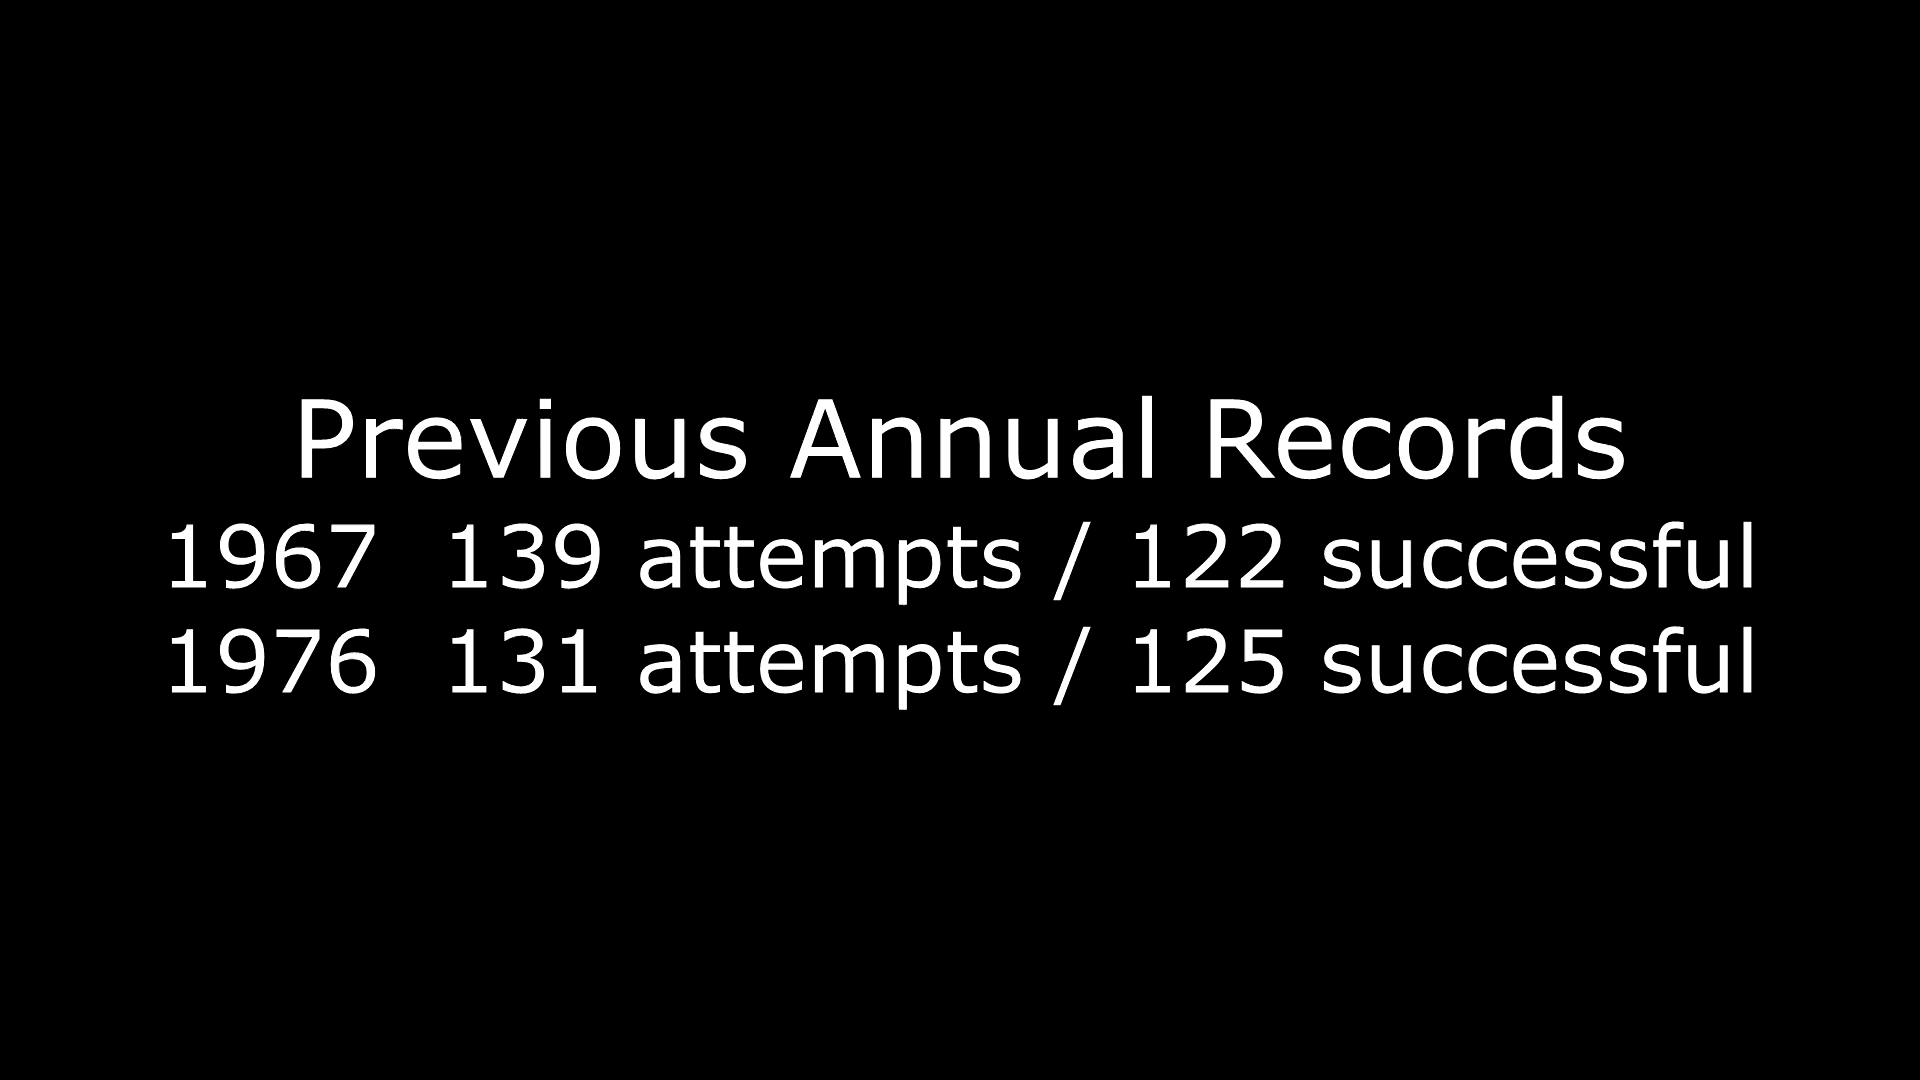 Previous Annual Records
1967 139 attempts / 122 successful
1976 131 attempts / 125 successful